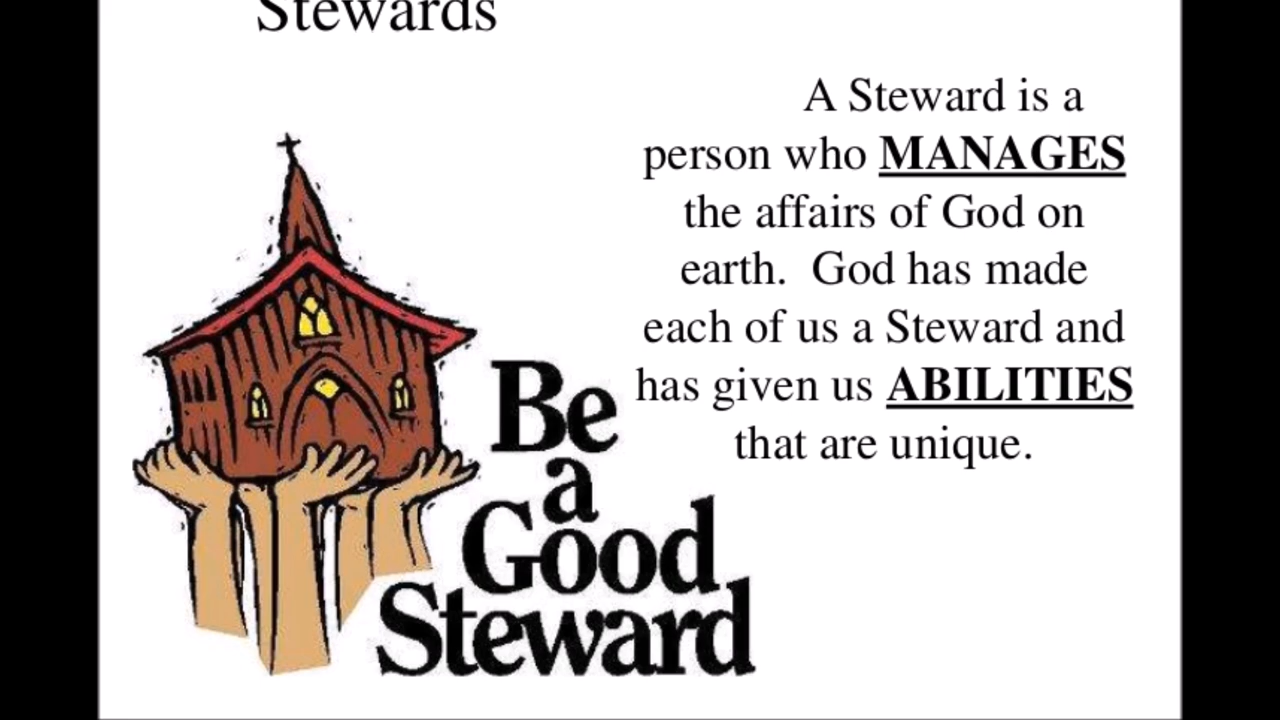 Stewards
A Steward is a
person who MANAGES
the affairs of God on
earth.  God has made
each of us a Steward and
has given us ABILITIES
that are unique.
Be
a
Good
Steward